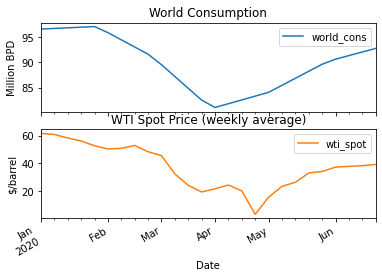 World Consumption
world_cons
Million BPD
95
90
85
WTI Spot Price (weekly average)
wti_spot
$/barrel
60
40
20
Jan
2020
Feb
Mar
Apr
May
Jun
Date